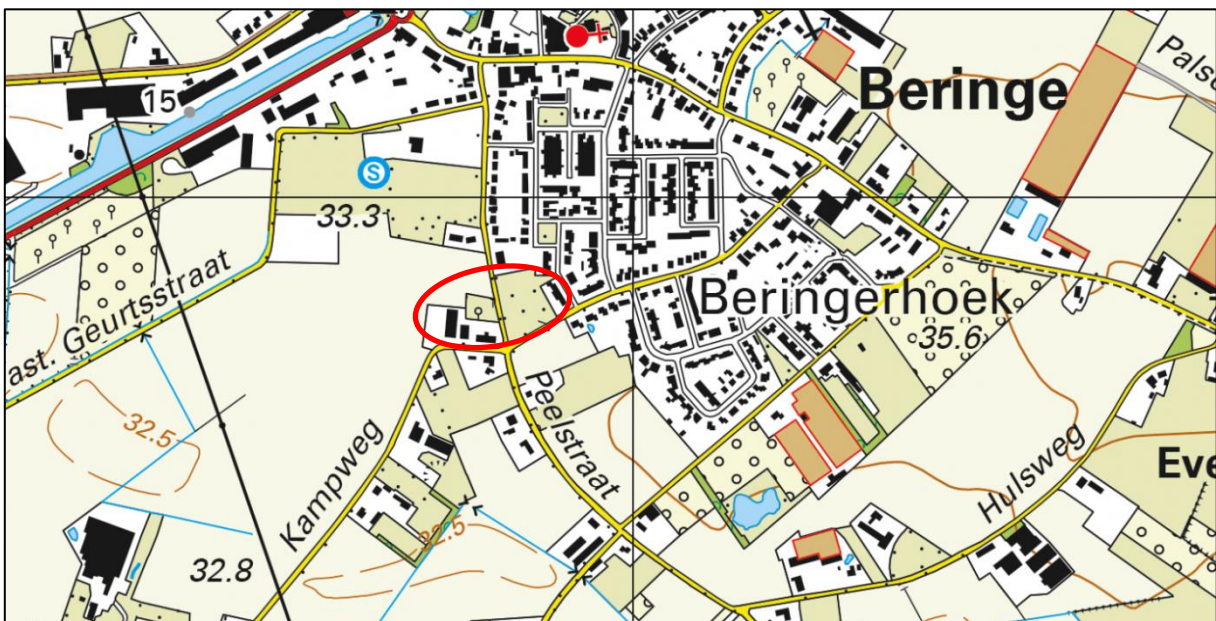 Beringe
Palst
15
S
33.3
ast. Geurtsstraat
Beringerhoek
35.6
32.5
Peelstraat
Kampweg
Hulsweg
Eve
32.5
32.8